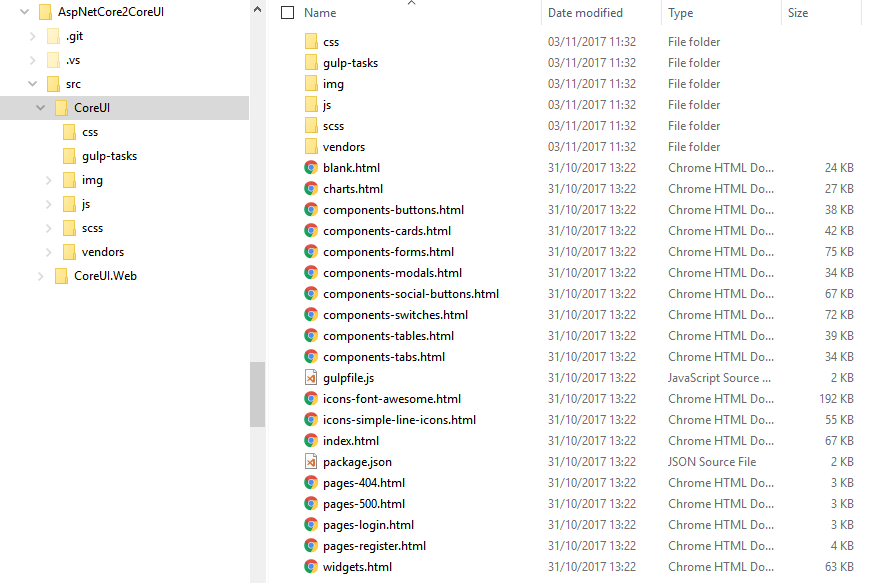 AspNetCore2CoreUI
.git
.vs
src
CoreUI
css
gulp-tasks
img
js
scss
vendors
CoreUI.Web
Name Date modified Type Size
css 03/11/2017 11:32 File folder
gulp-tasks 03/11/2017 11:32 File folder
img 03/11/2017 11:32 File folder
js 03/11/2017 11:32 File folder
scss 03/11/2017 11:32 File folder
vendors 03/11/2017 11:32 File folder
blank.html 31/10/2017 13:22 Chrome HTML Do... 24 KB
charts.html 31/10/2017 13:22 Chrome HTML Do... 27 KB
components-buttons.html 31/10/2017 13:22 Chrome HTML Do... 38 KB
components-cards.html 31/10/2017 13:22 Chrome HTML Do... 42 KB
components-forms.html 31/10/2017 13:22 Chrome HTML Do... 75 KB
components-modals.html 31/10/2017 13:22 Chrome HTML Do... 34 KB
components-social-buttons.html 31/10/2017 13:22 Chrome HTML Do... 67 KB
components-switches.html 31/10/2017 13:22 Chrome HTML Do... 72 KB
components-tables.html 31/10/2017 13:22 Chrome HTML Do... 39 KB
components-tabs.html 31/10/2017 13:22 Chrome HTML Do... 34 KB
gulpfile.js 31/10/2017 13:22 JavaScript Source ... 2 KB
icons-font-awesome.html 31/10/2017 13:22 Chrome HTML Do... 192 KB
icons-simple-line-icons.html 31/10/2017 13:22 Chrome HTML Do... 55 KB
index.html 31/10/2017 13:22 Chrome HTML Do... 67 KB
package.json 31/10/2017 13:22 JSON Source File 2 KB
pages-404.html 31/10/2017 13:22 Chrome HTML Do... 3 KB
pages-500.html 31/10/2017 13:22 Chrome HTML Do... 3 KB
pages-login.html 31/10/2017 13:22 Chrome HTML Do... 3 KB
pages-register.html 31/10/2017 13:22 Chrome HTML Do... 4 KB
widgets.html 31/10/2017 13:22 Chrome HTML Do... 63 KB